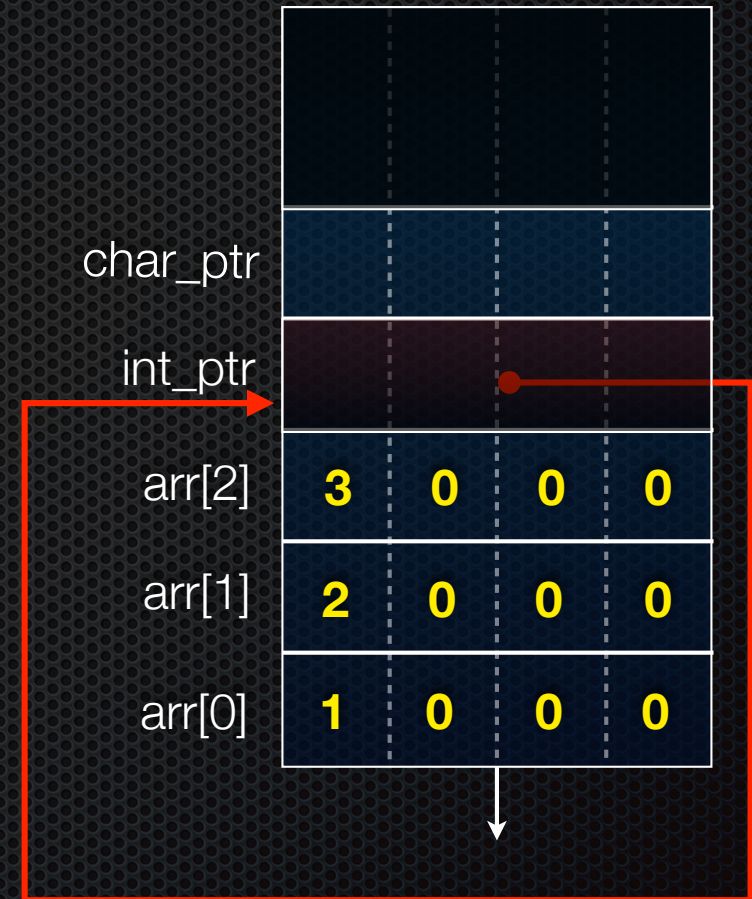 char_ptr
int_ptr
arr[2] 3 0 0 0
arr[1] 2 0 0 0
arr[0] 1 0 0 0